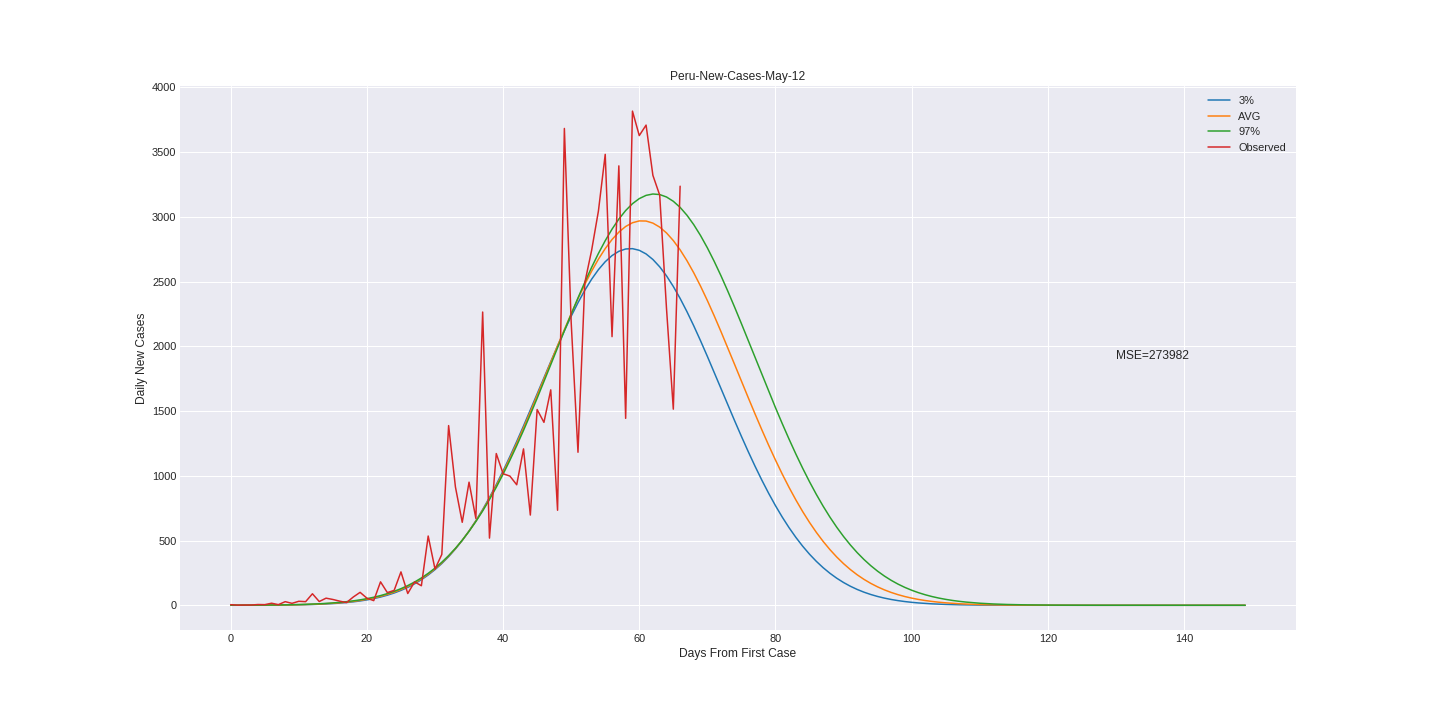 Peru-New-Cases-May-12
4000
3500
3000
2500
2000
1500
1000
500
0
Daily New Cases
3%
AVG
97%
Observed
MSE=273982
0 20 40 60 80 100 120 140
Days From First Case